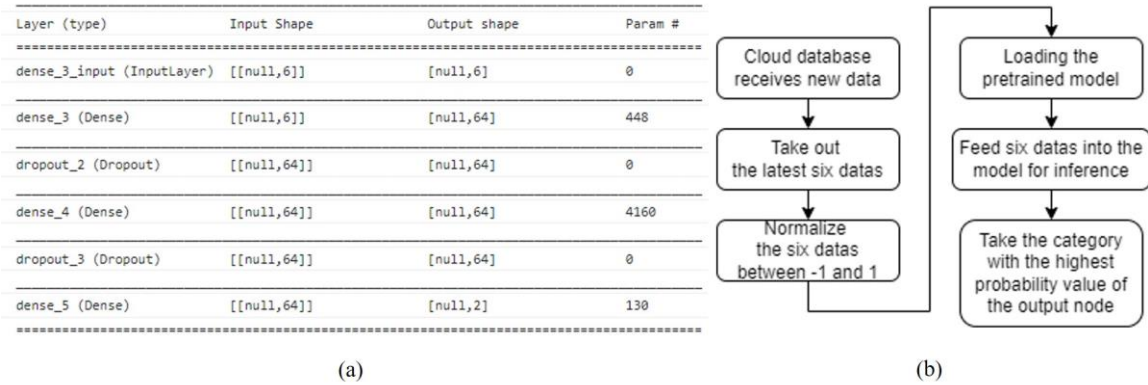 Layer (type) Input Shape Output shape Param #
dense_3_input (InputLayer) [[null,6]] [null,6] 0
dense_3 (Dense) [[null,6]] [null,64] 448
dropout_2 (Dropout) [[null,64]] [null,64] 0
dense_4 (Dense) [[null,64]] [null,64] 4160
dropout_3 (Dropout) [[null,64]] [null,64] 0
dense_5 (Dense) [[null,64]] [null,2] 130
(a)
Cloud database
receives new data
Take out
the latest six datas
Normalize
the six datas
between -1 and 1
Loading the
pretrained model
Feed six datas into the
model for inference
Take the category
with the highest
probability value of
the output node
(b)